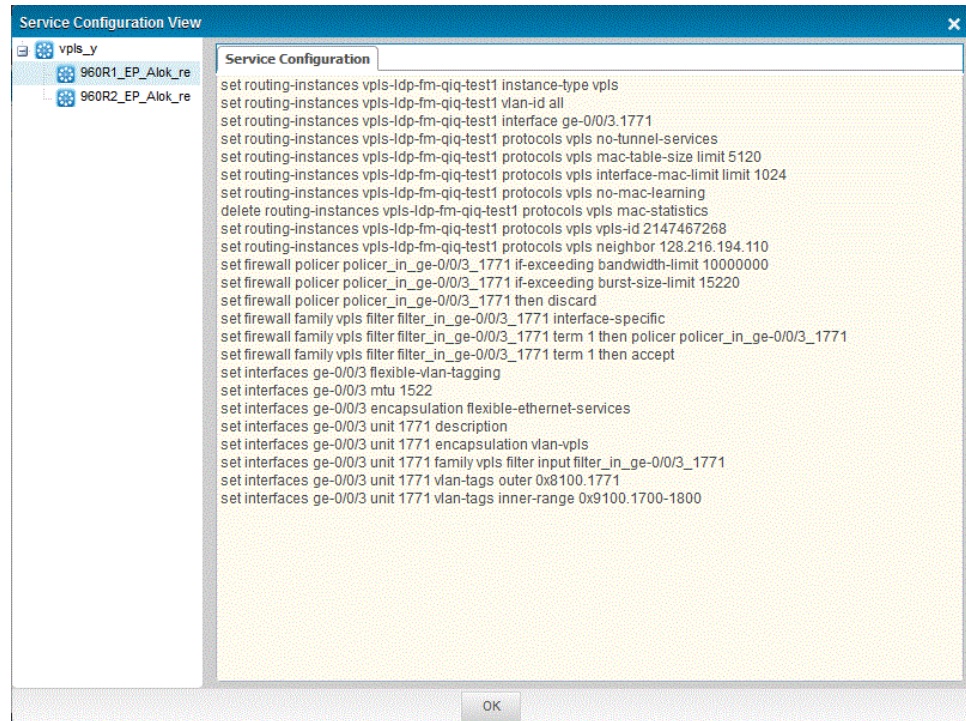 Service Configuration View
vpls_y
960R1_EP_Alok_re
960R2_EP_Alok_re
Service Configuration
set routing-instances vpls-ldp-fm-qiq-test1 instance-type vpls
set routing-instances vpls-ldp-fm-qiq-test1 vlan-id all
set routing-instances vpls-ldp-fm-qiq-test1 interface ge-0/0/3.1771
set routing-instances vpls-ldp-fm-qiq-test1 protocols vpls no-tunnel-services
set routing-instances vpls-ldp-fm-qiq-test1 protocols vpls mac-table-size limit 5120
set routing-instances vpls-ldp-fm-qiq-test1 protocols vpls interface-mac-limit limit 1024
set routing-instances vpls-ldp-fm-qiq-test1 protocols vpls no-mac-learning
delete routing-instances vpls-ldp-fm-qiq-test1 protocols vpls mac-statistics
set routing-instances vpls-ldp-fm-qiq-test1 protocols vpls vpls-id 2147467268
set routing-instances vpls-ldp-fm-qiq-test1 protocols vpls neighbor 128.216.194.110
set firewall policer policer_in_ge-0/0/3_1771 if-exceeding bandwidth-limit 10000000
set firewall policer policer_in_ge-0/0/3_1771 if-exceeding burst-size-limit 15220
set firewall policer policer_in_ge-0/0/3_1771 then discard
set firewall family vpls filter filter_in_ge-0/0/3_1771 interface-specific
set firewall family vpls filter filter_in_ge-0/0/3_1771 term 1 then policer policer_in_ge-0/0/3_1771
set firewall family vpls filter filter_in_ge-0/0/3_1771 term 1 then accept
set interfaces ge-0/0/3 flexible-vlan-tagging
set interfaces ge-0/0/3 mtu 1522
set interfaces ge-0/0/3 encapsulation flexible-ethernet-services
set interfaces ge-0/0/3 unit 1771 description
set interfaces ge-0/0/3 unit 1771 encapsulation vlan-vpls
set interfaces ge-0/0/3 unit 1771 family vpls filter input filter_in_ge-0/0/3_1771
set interfaces ge-0/0/3 unit 1771 vlan-tags outer 0x8100.1771
set interfaces ge-0/0/3 unit 1771 vlan-tags inner-range 0x9100.1700-1800
OK